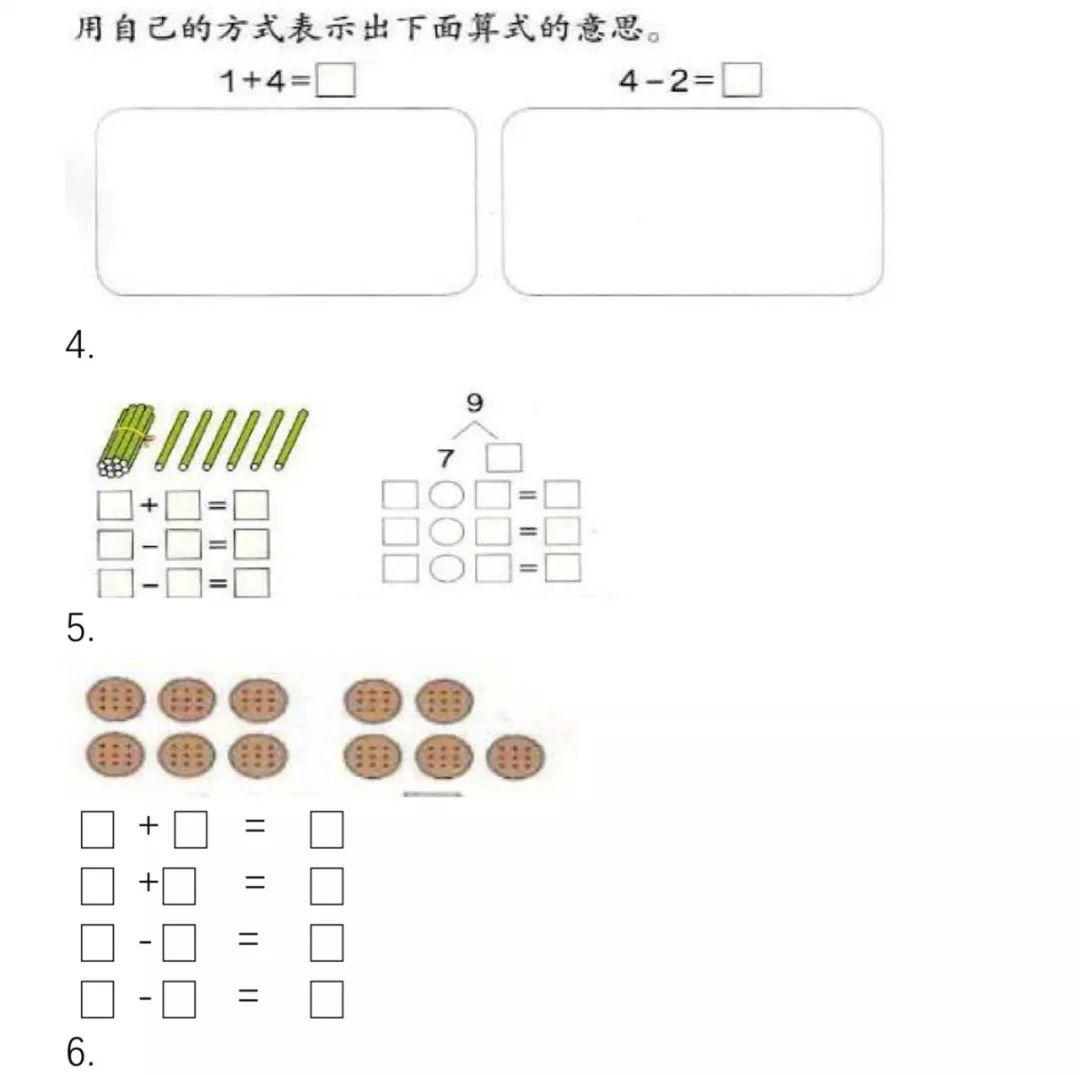 用自己的方式表示出下面算式的意思。
1+4=□ 4-2=□
4.
9
7 □
□+□=□ □○□=□
□-□=□ □○□=□
□-□=□ □○□=□
5.
□ + □ = □
□ +□ = □
□ -□ = □
□ -□ = □
6.